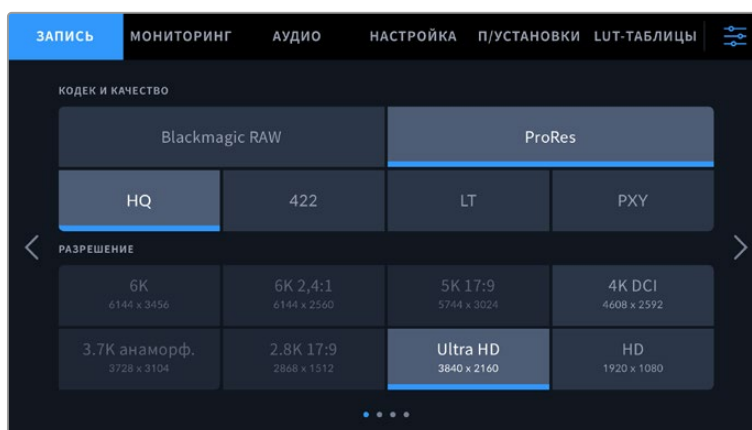 ЗАПИСЬ МОНИТОРИНГ АУДИО НАСТРОЙКА П/УСТАНОВКИ LUT-ТАБЛИЦЫ
КОДЕК И КАЧЕСТВО
Blackmagic RAW ProRes
HQ 422 LT PXY
РАЗРЕШЕНИЕ
6K 6K 2,4:1 5K 17:9 4K DCI
6144 x 3456 6144 x 2560 5744 x 3024 4608 x 2592
3.7K анаморф. 2.8K 17:9 Ultra HD HD
3728 x 3104 2868 x 1512 3840 x 2160 1920 x 1080